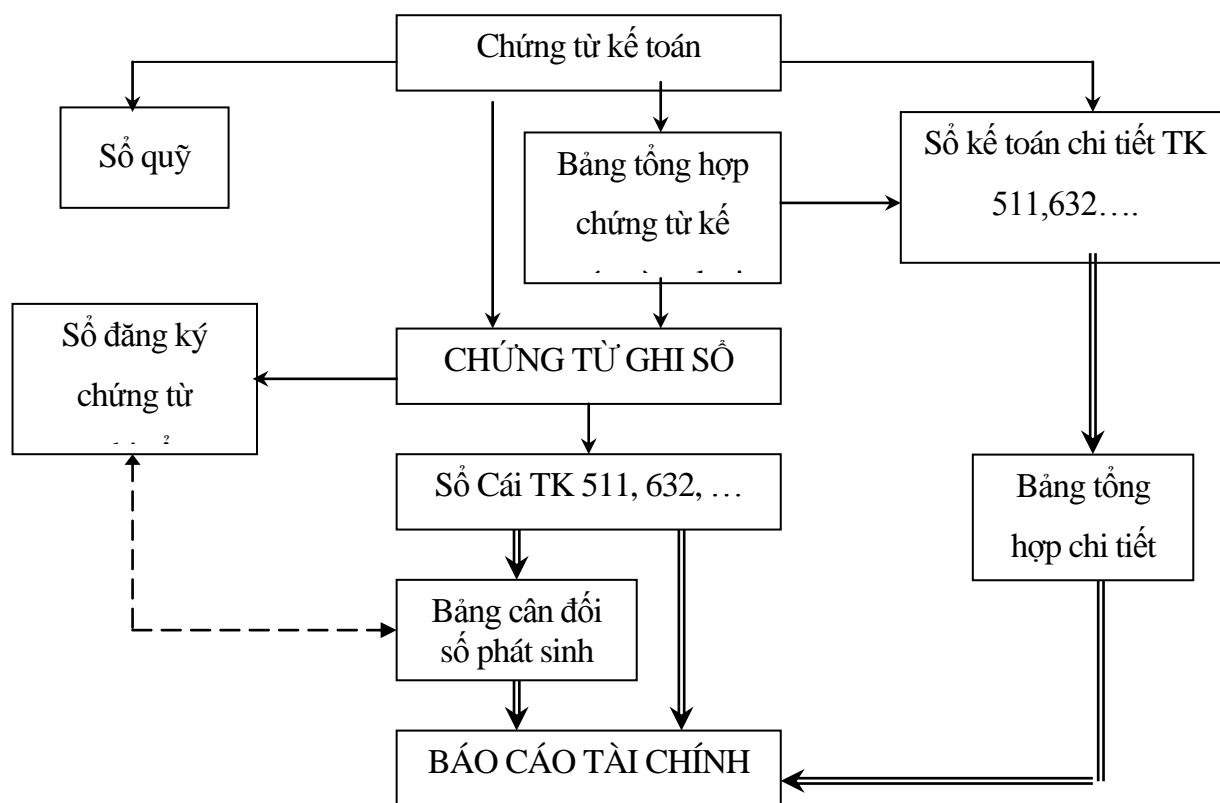 Chứng từ kế toán
Sổ quỹ
Bảng tổng hợp
chứng từ kế
Sổ kế toán chi tiết TK
511,632….
Sổ đăng ký
chứng từ
CHỨNG TỪ GHI SỔ
Sổ Cái TK 511, 632, …
Bảng tổng
hợp chi tiết
Bảng cân đối
số phát sinh
BÁO CÁO TÀI CHÍNH